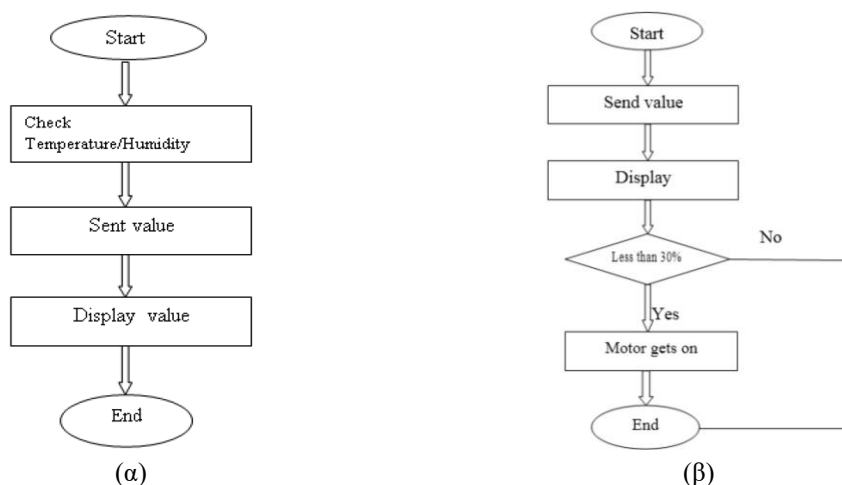 Start
Check
Temperature/Humidity
Sent value
Display value
End
(α)
Start
Send value
Display
Less than 30%
No
Yes
Motor gets on
End
(β)